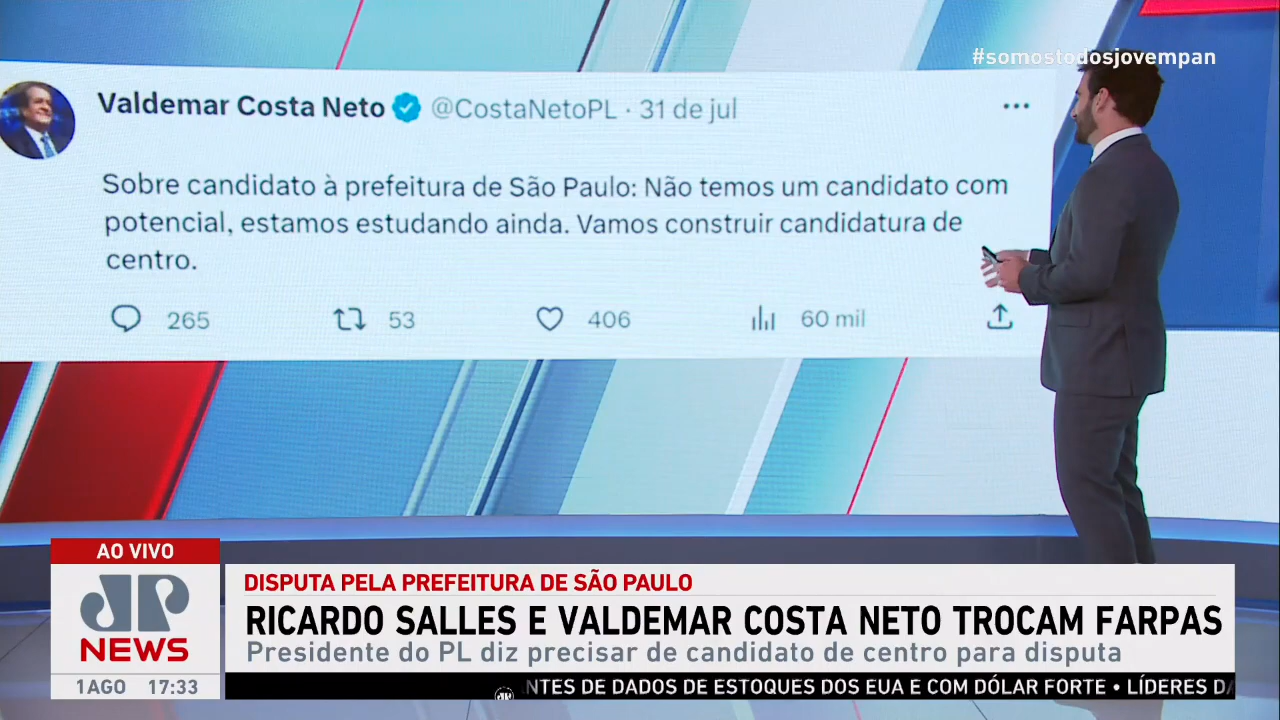 #somostodosjovempan
Valdemar Costa Neto @CostaNetoPL · 31 de jul
Sobre candidato à prefeitura de São Paulo: Não temos um candidato com
potencial, estamos estudando ainda. Vamos construir candidatura de
centro.
265 53 406 60 mil
AO VIVO
JP
NEWS
1AGO 17:33
DISPUTA PELA PREFEITURA DE SÃO PAULO
RICARDO SALLES E VALDEMAR COSTA NETO TROCAM FARPAS
Presidente do PL diz precisar de candidato de centro para disputa
NTES DE DADOS DE ESTOQUES DOS EUA E COM DÓLAR FORTE • LÍDERES